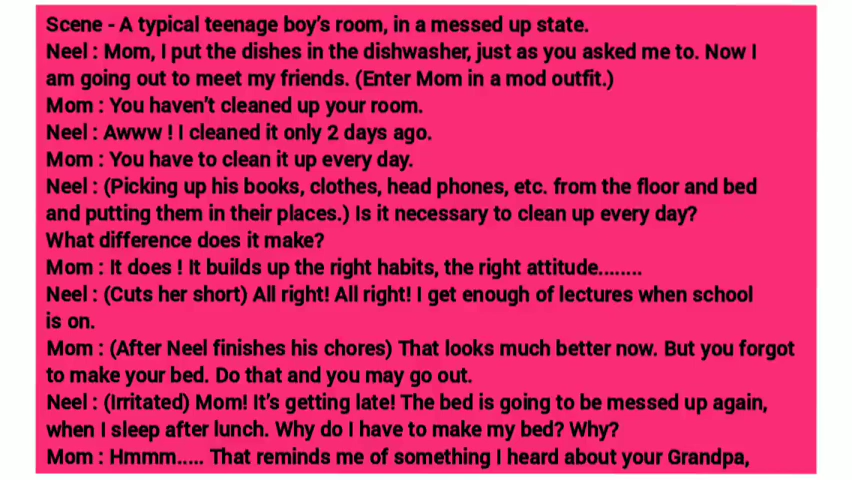 Scene - A typical teenage boy's room, in a messed up state.
Neel : Mom, I put the dishes in the dishwasher, just as you asked me to. Now I
am going out to meet my friends. (Enter Mom in a mod outfit.)
Mom : You haven't cleaned up your room.
Neel : Awww ! I cleaned it only 2 days ago.
Mom : You have to clean it up every day.
Neel : (Picking up his books, clothes, head phones, etc. from the floor and bed
and putting them in their places.) Is it necessary to clean up every day?
What difference does it make?
Mom : It does ! It builds up the right habits, the right attitude........
Neel : (Cuts her short) All right! All right! I get enough of lectures when school
is on.
Mom : (After Neel finishes his chores) That looks much better now. But you forgot
to make your bed. Do that and you may go out.
Neel : (Irritated) Mom! It's getting late! The bed is going to be messed up again,
when I sleep after lunch. Why do I have to make my bed? Why?
Mom : Hmmm..... That reminds me of something I heard about your Grandpa,